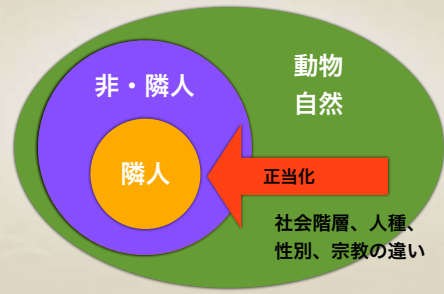 動物
自然
非・隣人
隣人
正当化
社会階層、人種、
性別、宗教の違い